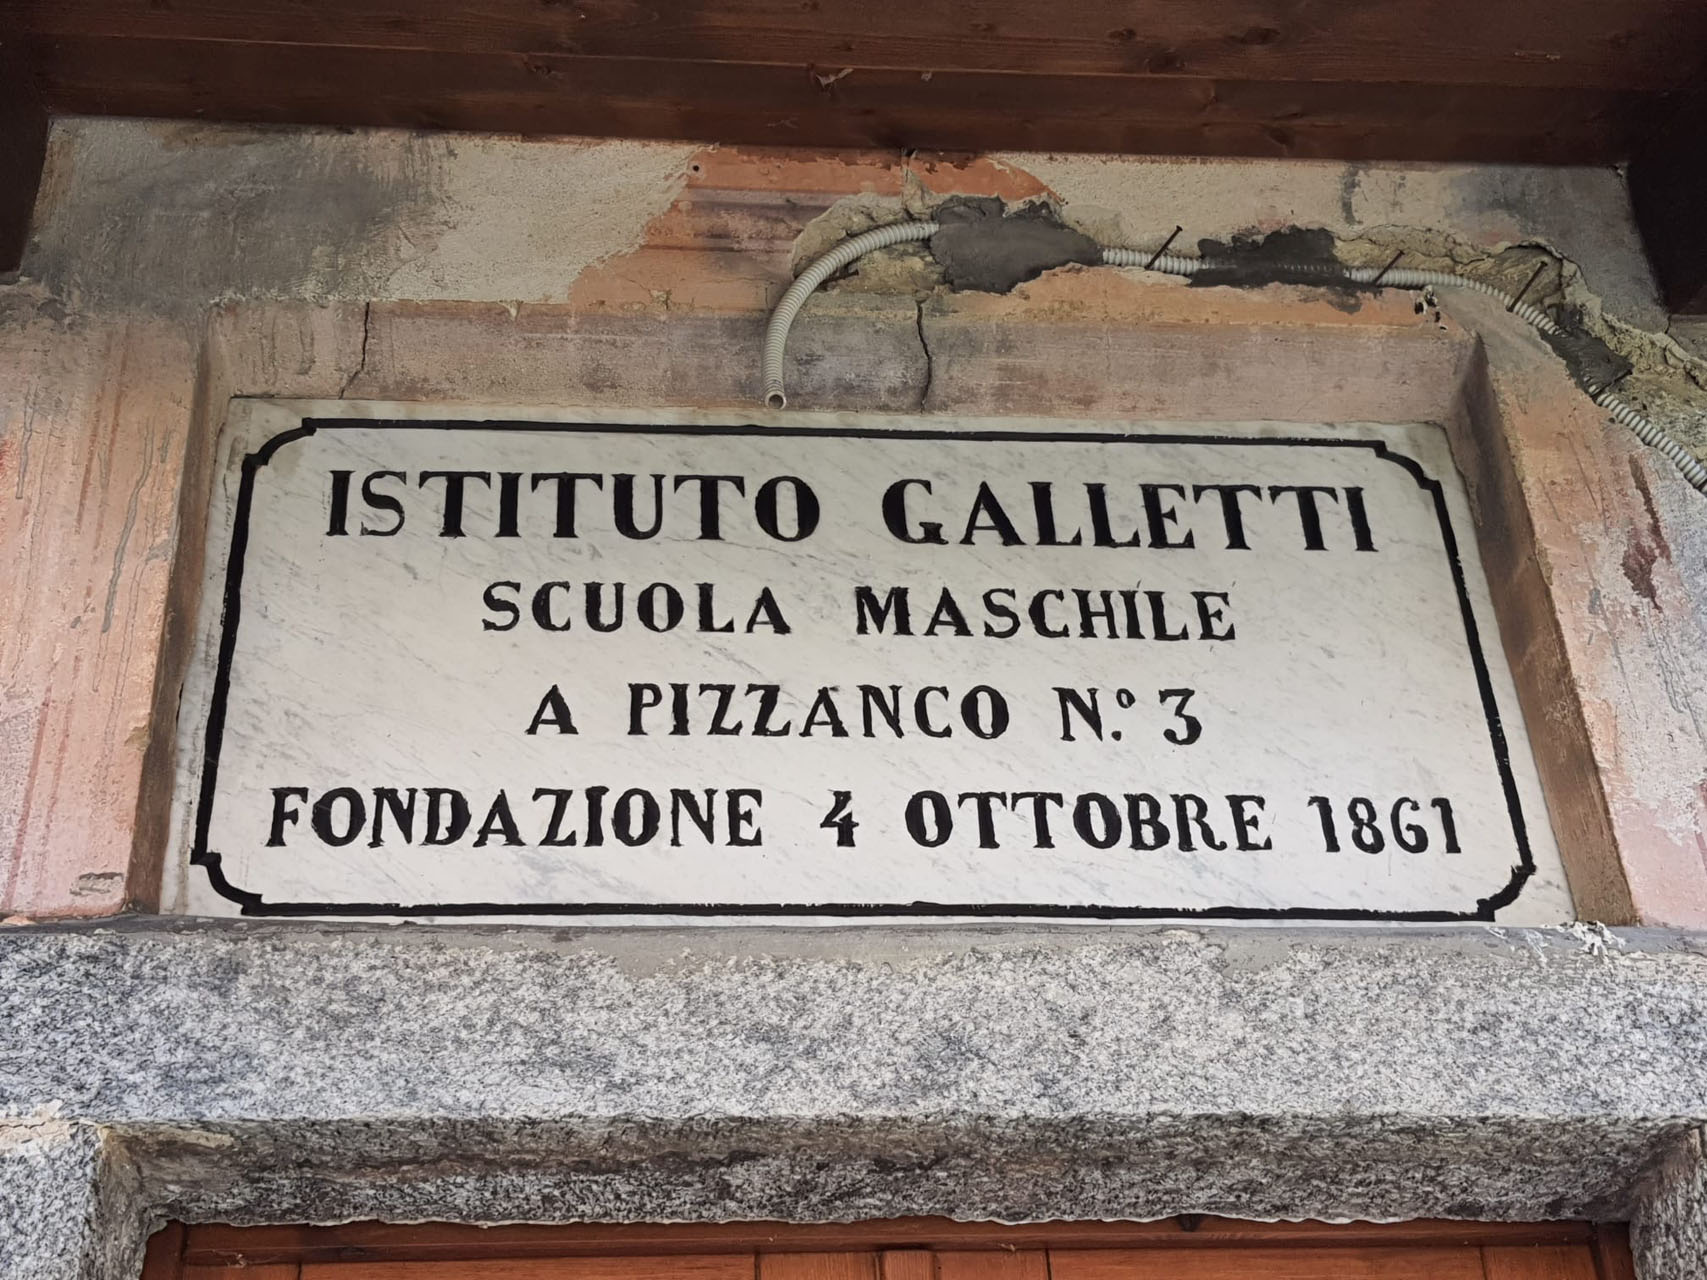 ISTITUTO GALLETTI
SCUOLA MASCHILE
A PIZZANCO N.º 3
FONDAZIONE 4 OTTOBRE 1861